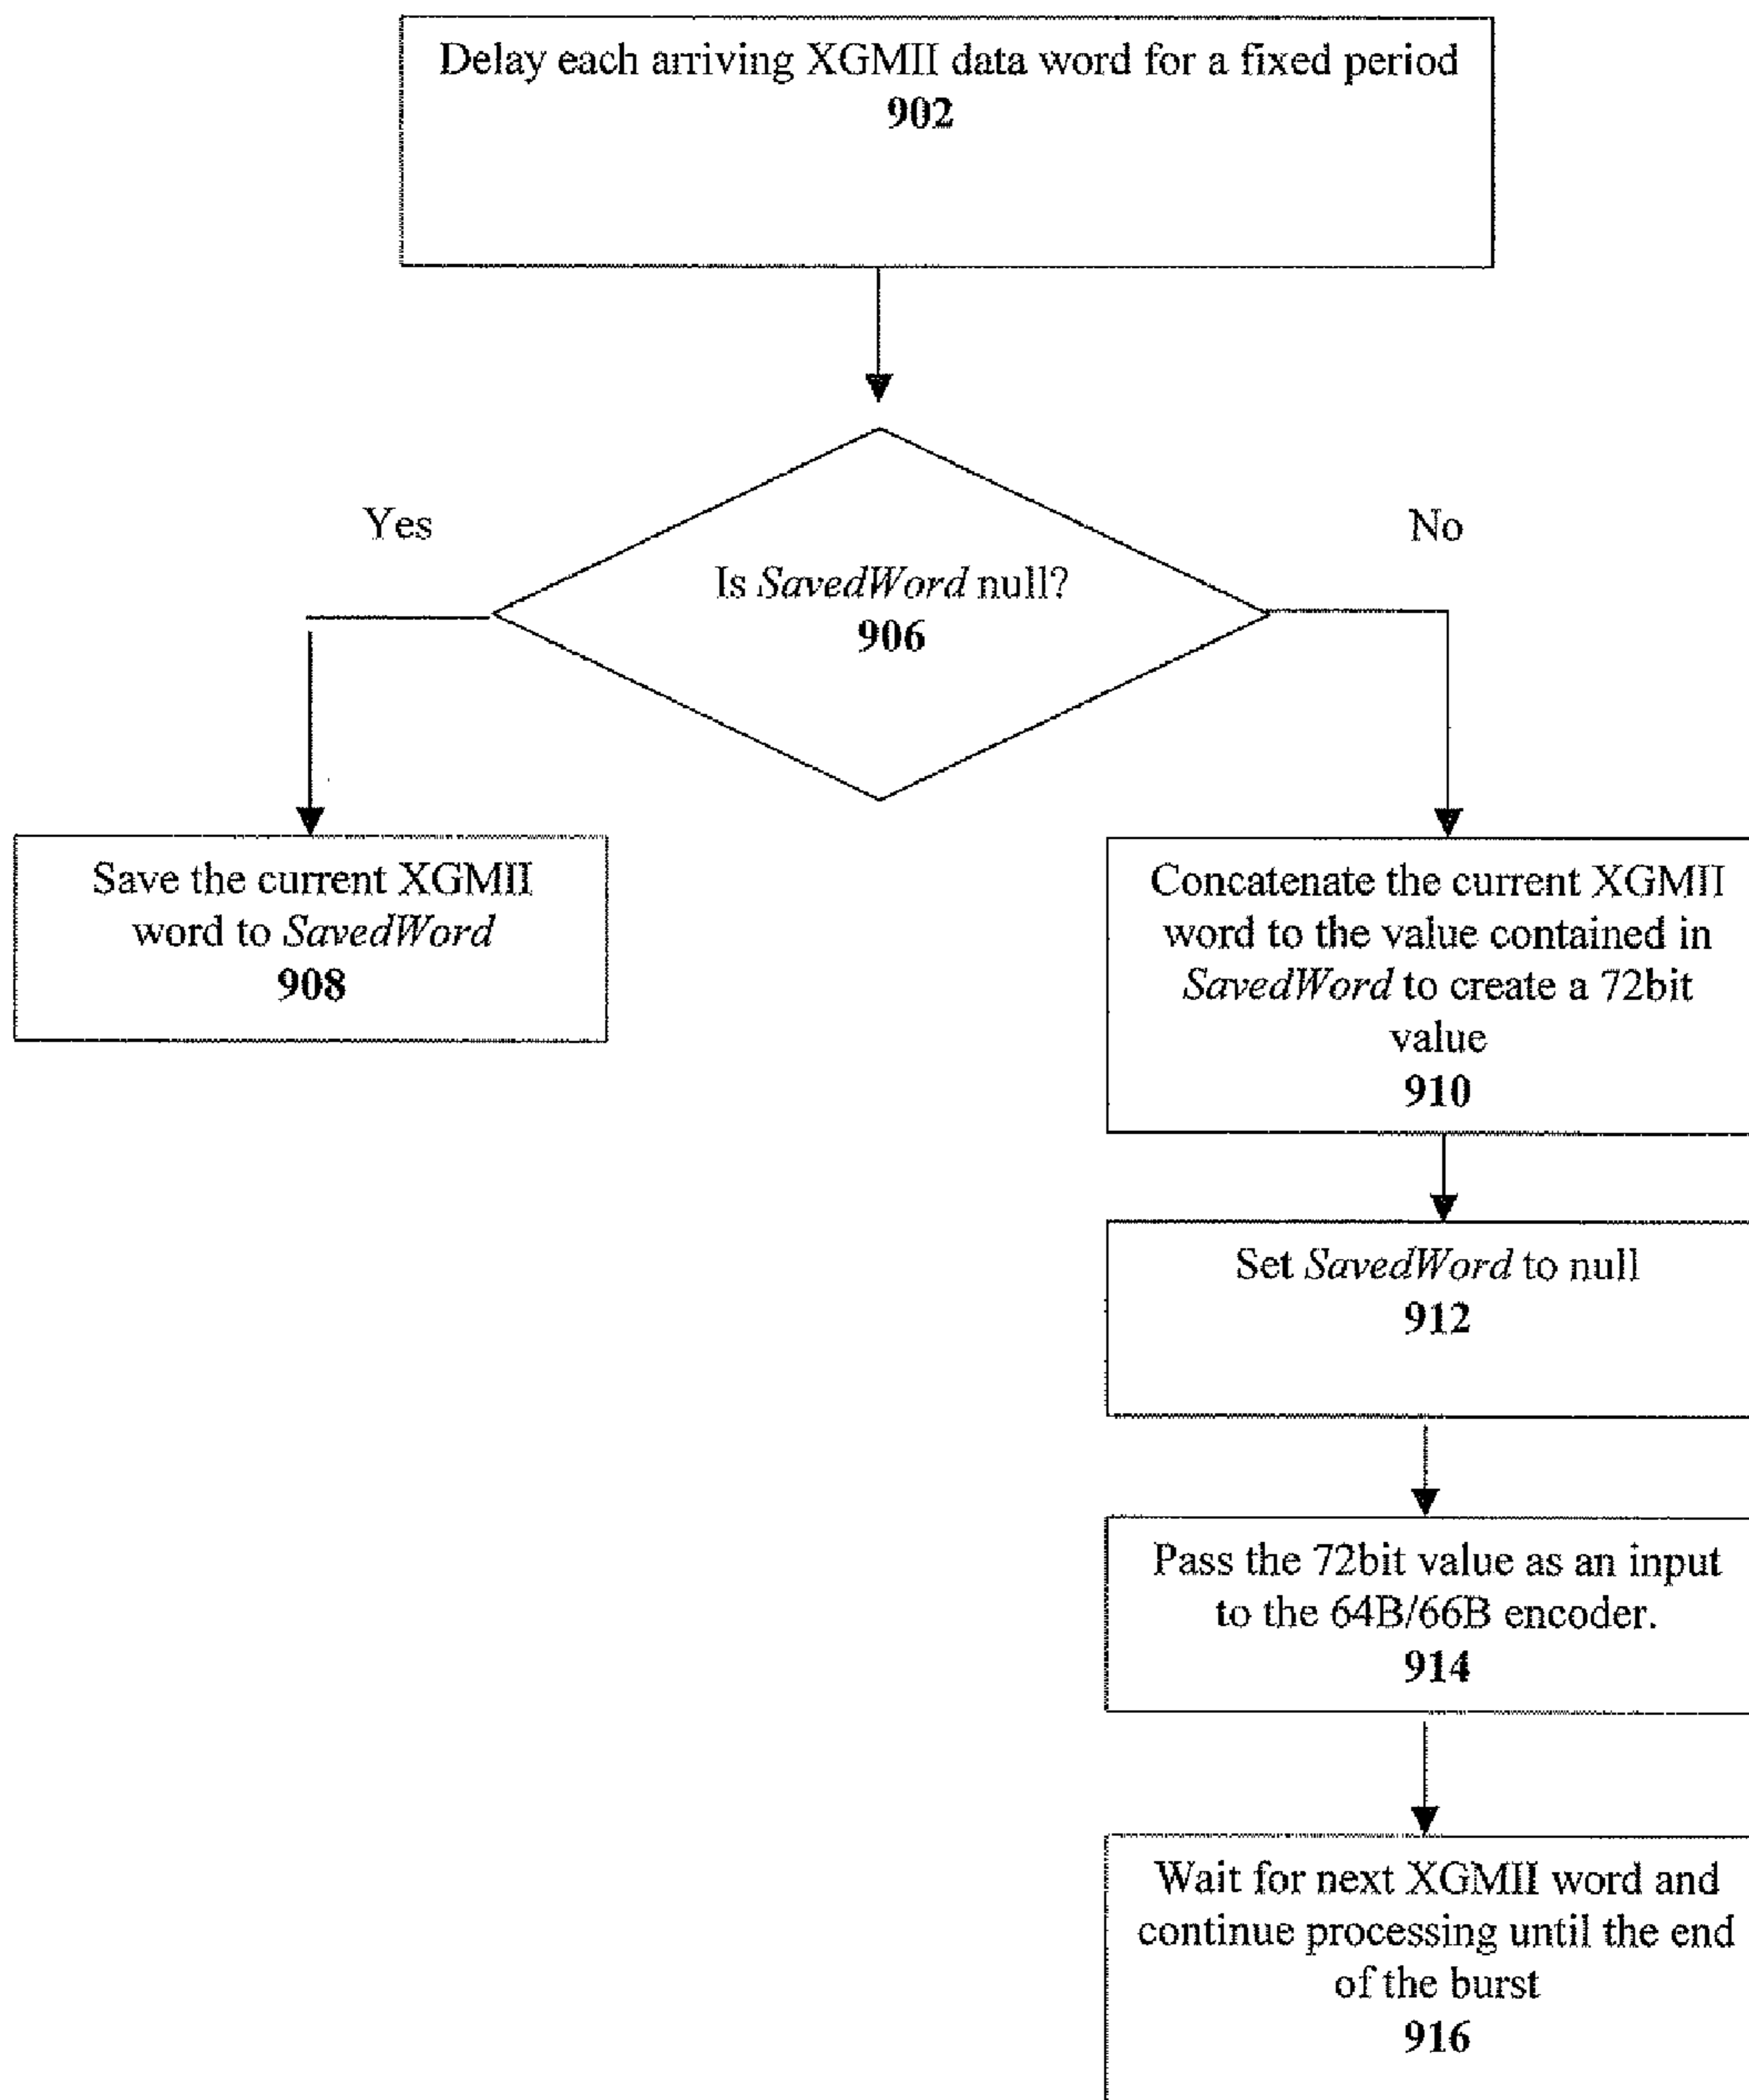 Delay each arriving XGMII data word for a fixed period
902
Yes
No
Is SavedWord null?
906
Save the current XGMII
word to SavedWord
908
Concatenate the current XGMII
word to the value contained in
SavedWord to create a 72bit
value
910
Set SavedWord to null
912
Pass the 72bit value as an input
to the 64B/66B encoder.
914
Wait for next XGMII word and
continue processing until the end
of the burst
916